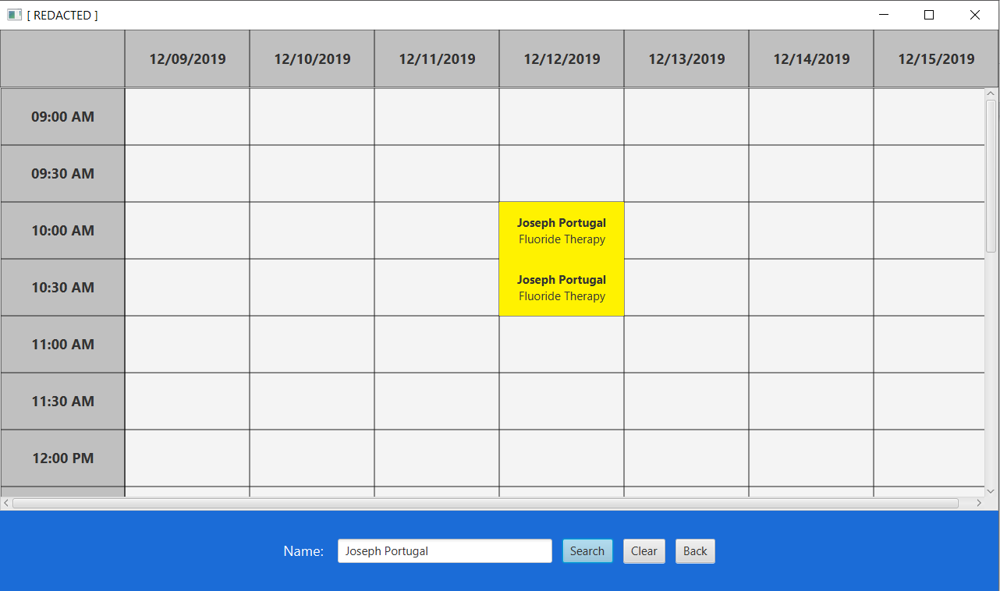 [ REDACTED ]
12/09/2019 12/10/2019 12/11/2019 12/12/2019 12/13/2019 12/14/2019 12/15/2019
09:00 AM
09:30 AM
10:00 AM
Joseph Portugal
Fluoride Therapy
10:30 AM
Joseph Portugal
Fluoride Therapy
11:00 AM
11:30 AM
12:00 PM
Name: Joseph Portugal Search Clear Back